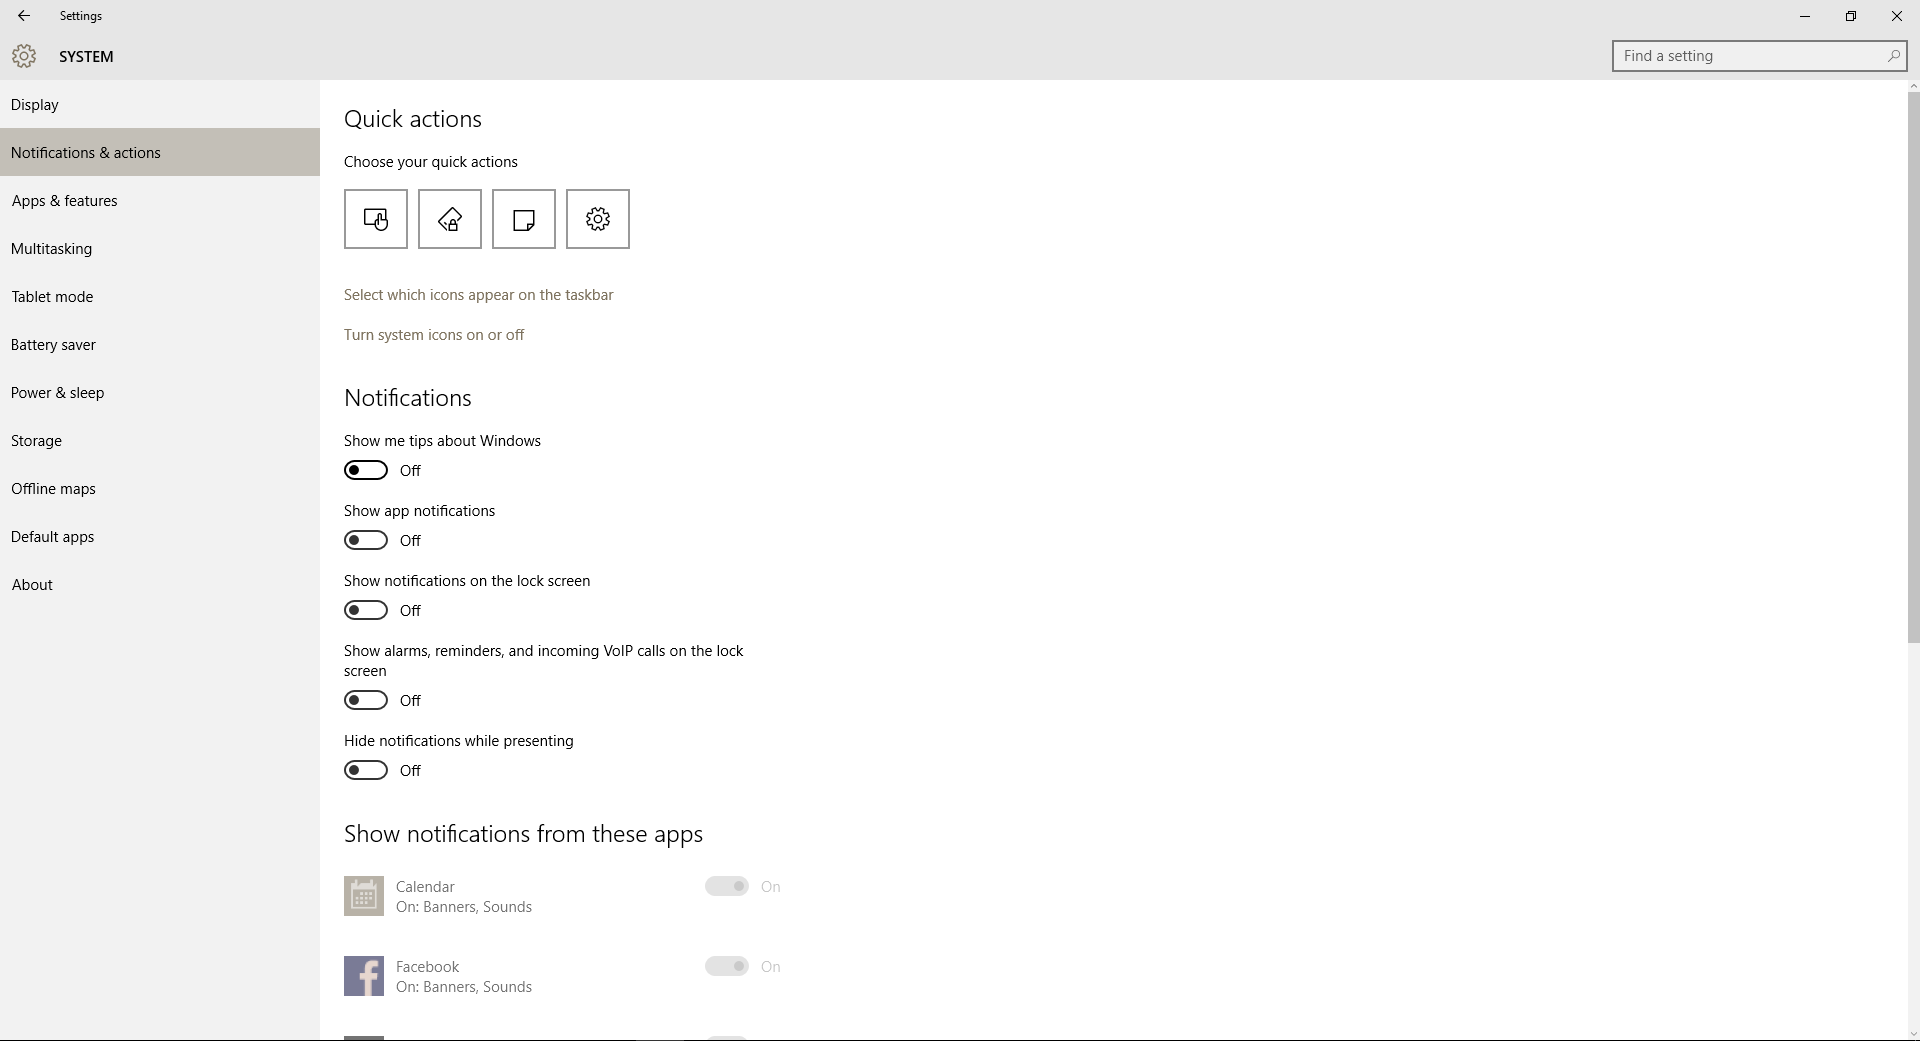 Settings
SYSTEM
Find a setting
Display
Notifications & actions
Apps & features
Multitasking
Tablet mode
Battery saver
Power & sleep
Storage
Offline maps
Default apps
About
Quick actions
Choose your quick actions
Select which icons appear on the taskbar
Turn system icons on or off
Notifications
Show me tips about Windows
Off
Show app notifications
Off
Show notifications on the lock screen
Off
Show alarms, reminders, and incoming VoIP calls on the lock
screen
Off
Hide notifications while presenting
Off
Show notifications from these apps
Calendar
On
On: Banners, Sounds
Facebook
On
On: Banners, Sounds